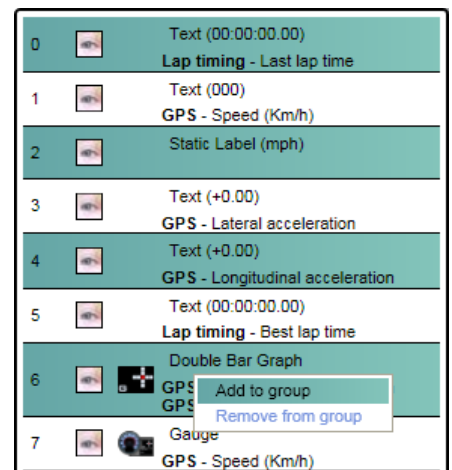 0
Text (00:00:00.00)
Lap timing - Last lap time
1
Text (000)
GPS - Speed (Km/h)
2
Static Label (mph)
3
Text (+0.00)
GPS - Lateral acceleration
4
Text (+0.00)
GPS - Longitudinal acceleration
5
Text (00:00:00.00)
Lap timing - Best lap time
6
Double Bar Graph
GPS
GPS
Add to group
Remove from group
7
Gauge
GPS - Speed (Km/h)